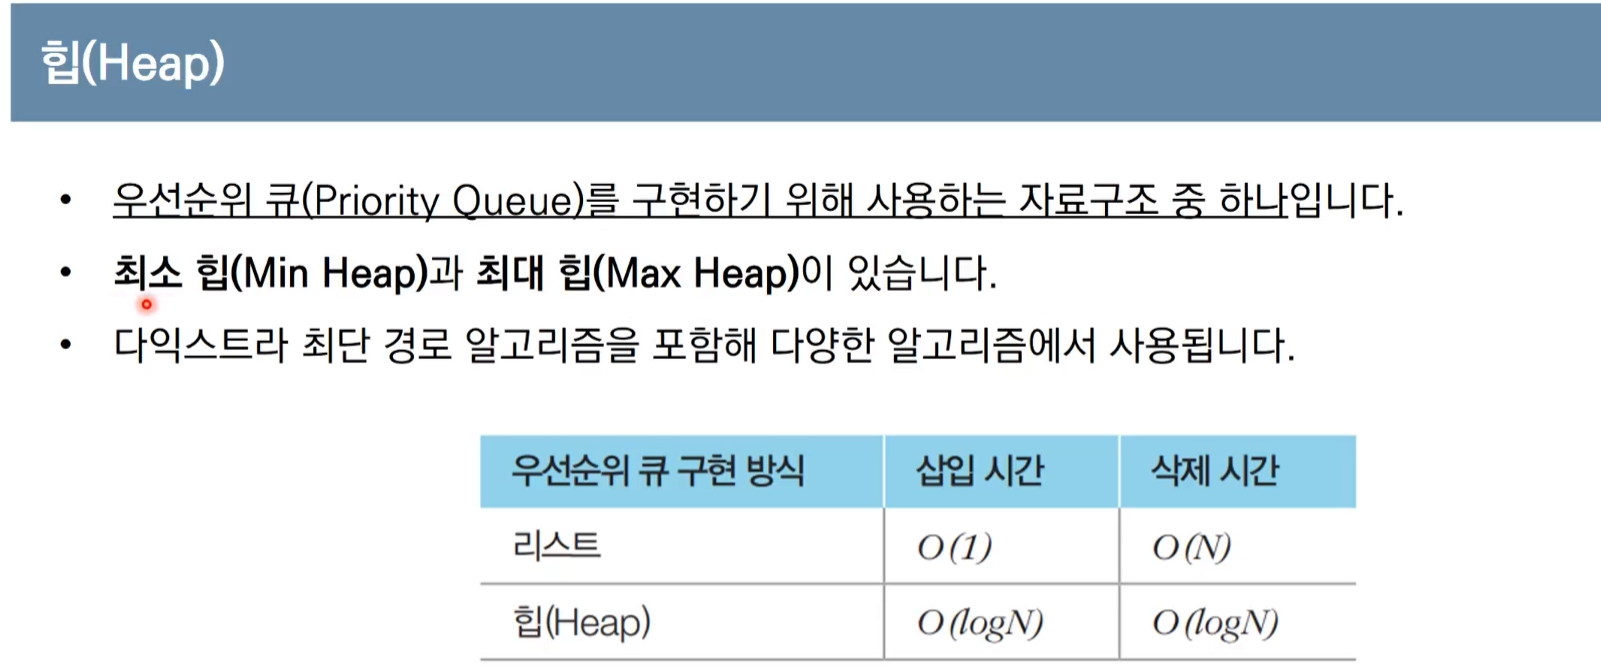 힙(Heap)
• 우선순위 큐(Priority Queue)를 구현하기 위해 사용하는 자료구조 중 하나입니다.
• 최소 힙(Min Heap)과 최대 힙(Max Heap)이 있습니다.
• 다익스트라 최단 경로 알고리즘을 포함해 다양한 알고리즘에서 사용됩니다.
우선순위 큐 구현 방식 삽입 시간 삭제 시간
리스트 O(1) O(N)
힙(Heap) O(logN) O(logN)